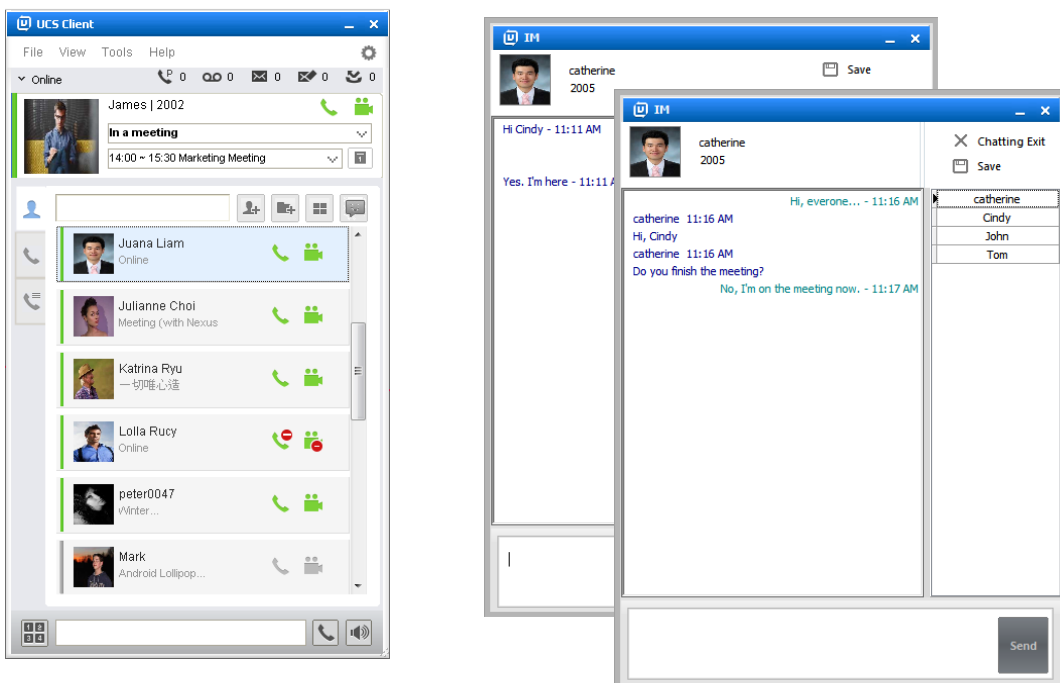 UCS Client
File View Tools Help
Online 0 0 0 0 0
James | 2002
In a meeting
14:00 ~ 15:30 Marketing Meeting
1
Juana Liam
Online
Julianne Choi
Meeting (with Nexus
Katrina Ryu
一切唯心造
Lolla Rucy
Online
peter0047
Winter...
Mark
Android Lollipop...
1 2
3 4
IM
catherine
2005
Save
Hi Cindy - 11:11 AM
Yes. I'm here - 11:11 A
IM
catherine
2005
Chatting Exit
Save
Hi, everone... - 11:16 AM
catherine 11:16 AM
Hi, Cindy
catherine 11:16 AM
Do you finish the meeting?
No, I'm on the meeting now. - 11:17 AM
catherine
Cindy
John
Tom
Send